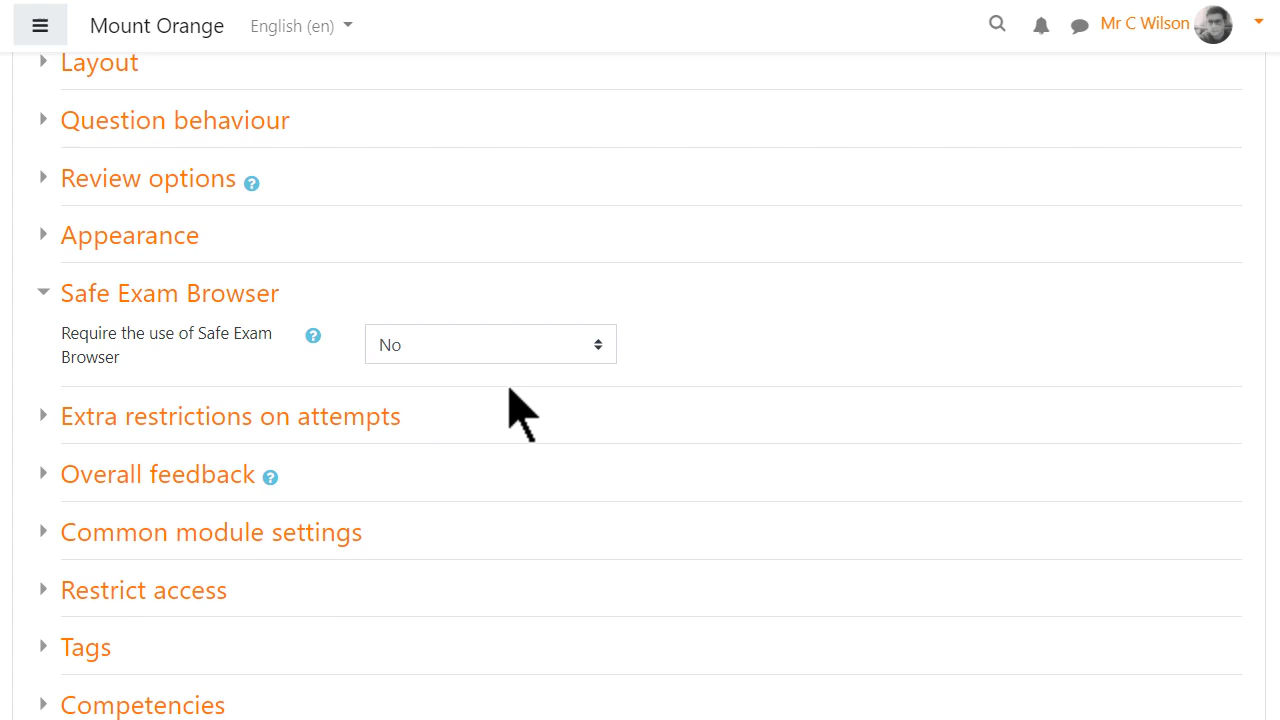 Mount Orange English (en) Mr C Wilson
Layout
Question behaviour
Review options ?
Appearance
Safe Exam Browser
Require the use of Safe Exam ? No
Browser
Extra restrictions on attempts
Overall feedback ?
Common module settings
Restrict access
Tags
Competencies